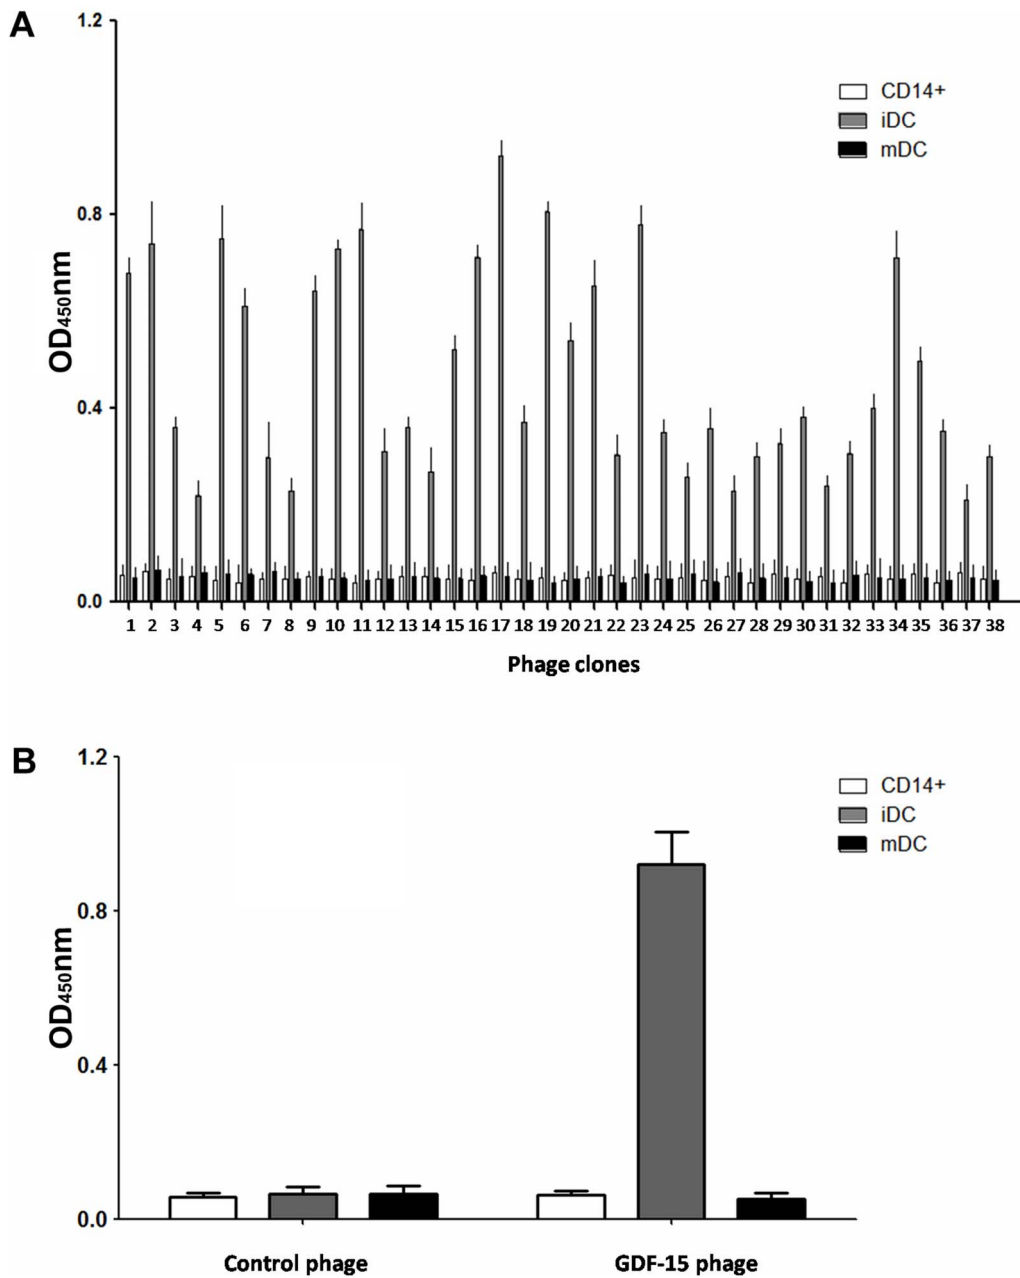 A
1.2
CD14+
iDC
mDC
0.8
OD450nm
0.4
0.0
1 2 3 4 5 6 7 8 9 10 11 12 13 14 15 16 17 18 19 20 21 22 23 24 25 26 27 28 29 30 31 32 33 34 35 36 37 38
Phage clones
B
1.2
CD14+
iDC
mDC
0.8
OD450nm
0.4
0.0
Control phage GDF-15 phage